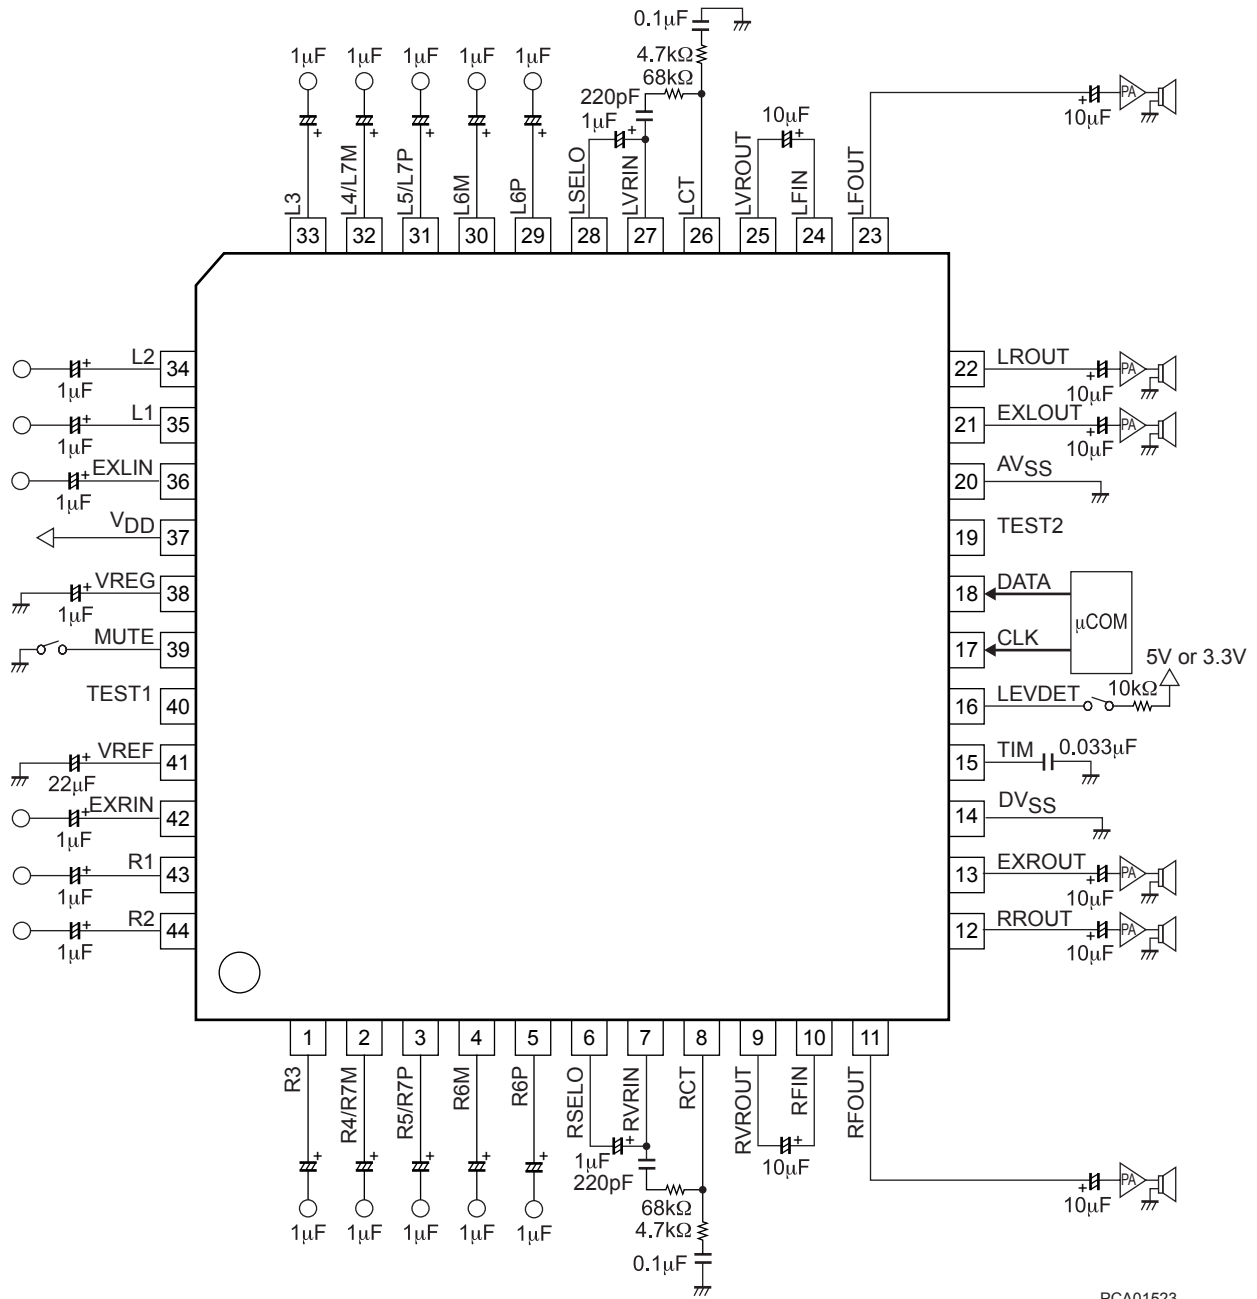 0.1µF
4.7kΩ
68kΩ
1µF 1µF 1µF 1µF 1µF
220pF
1µF
10µF
10µF
PA
L3 L4/L7M L5/L7P L6M L6P LSELO LVRIN LCT LVROUT LFIN LFOUT
33 32 31 30 29 28 27 26 25 24 23
L2 34
1µF
L1 35
1µF
EXLIN 36
1µF
VDD 37
VREG 38
1µF
MUTE 39
TEST1 40
VREF 41
22µF
EXRIN 42
1µF
R1 43
1µF
R2 44
1µF
22 LROUT
10µF
PA
21 EXLOUT
10µF
PA
20 AVSS
19 TEST2
18 DATA
µCOM
17 CLK
5V or 3.3V
16 LEVDET
10kΩ
15 TIM 0.033µF
14 DVSS
13 EXROUT
10µF
PA
12 RROUT
10µF
PA
1 2 3 4 5 6 7 8 9 10 11
R3 R4/R7M R5/R7P R6M R6P RSELO RVRIN RCT RVROUT RFIN RFOUT
1µF
220pF
10µF
68kΩ
4.7kΩ
0.1µF
1µF 1µF 1µF 1µF 1µF
10µF
PA
PCA01523